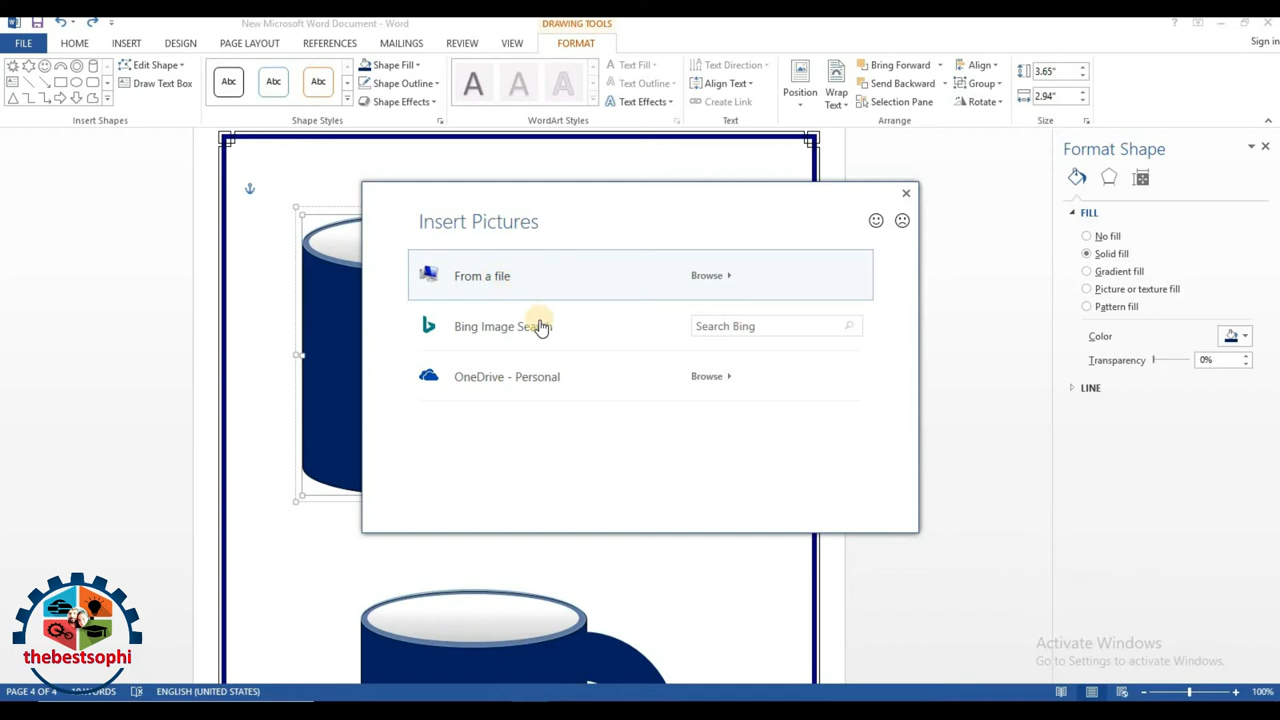 New Microsoft Word Document - Word
DRAWING TOOLS
?
FILE
HOME
INSERT
DESIGN
PAGE LAYOUT
REFERENCES
MAILINGS
REVIEW
VIEW
FORMAT
Sign in
Edit Shape
Draw Text Box
Insert Shapes
Abc
Abc
Abc
Shape Fill
Shape Outline
Shape Effects
Shape Styles
A
A
A
Text Fill
Text Outline
Text Effects
WordArt Styles
Text Direction
Align Text
Create Link
Text
Position
Wrap
Text
Bring Forward
Send Backward
Selection Pane
Align
Group
Rotate
Arrange
3.65"
2.94"
Size
Insert Pictures
From a file
Browse
Bing Image Search
Search Bing
OneDrive - Personal
Browse
Format Shape
FILL
No fill
Solid fill
Gradient fill
Picture or texture fill
Pattern fill
Color
Transparency
0%
LINE
thebestsophi
Activate Windows
Go to Settings to activate Windows.
PAGE 4 OF 4
ENGLISH (UNITED STATES)
100%